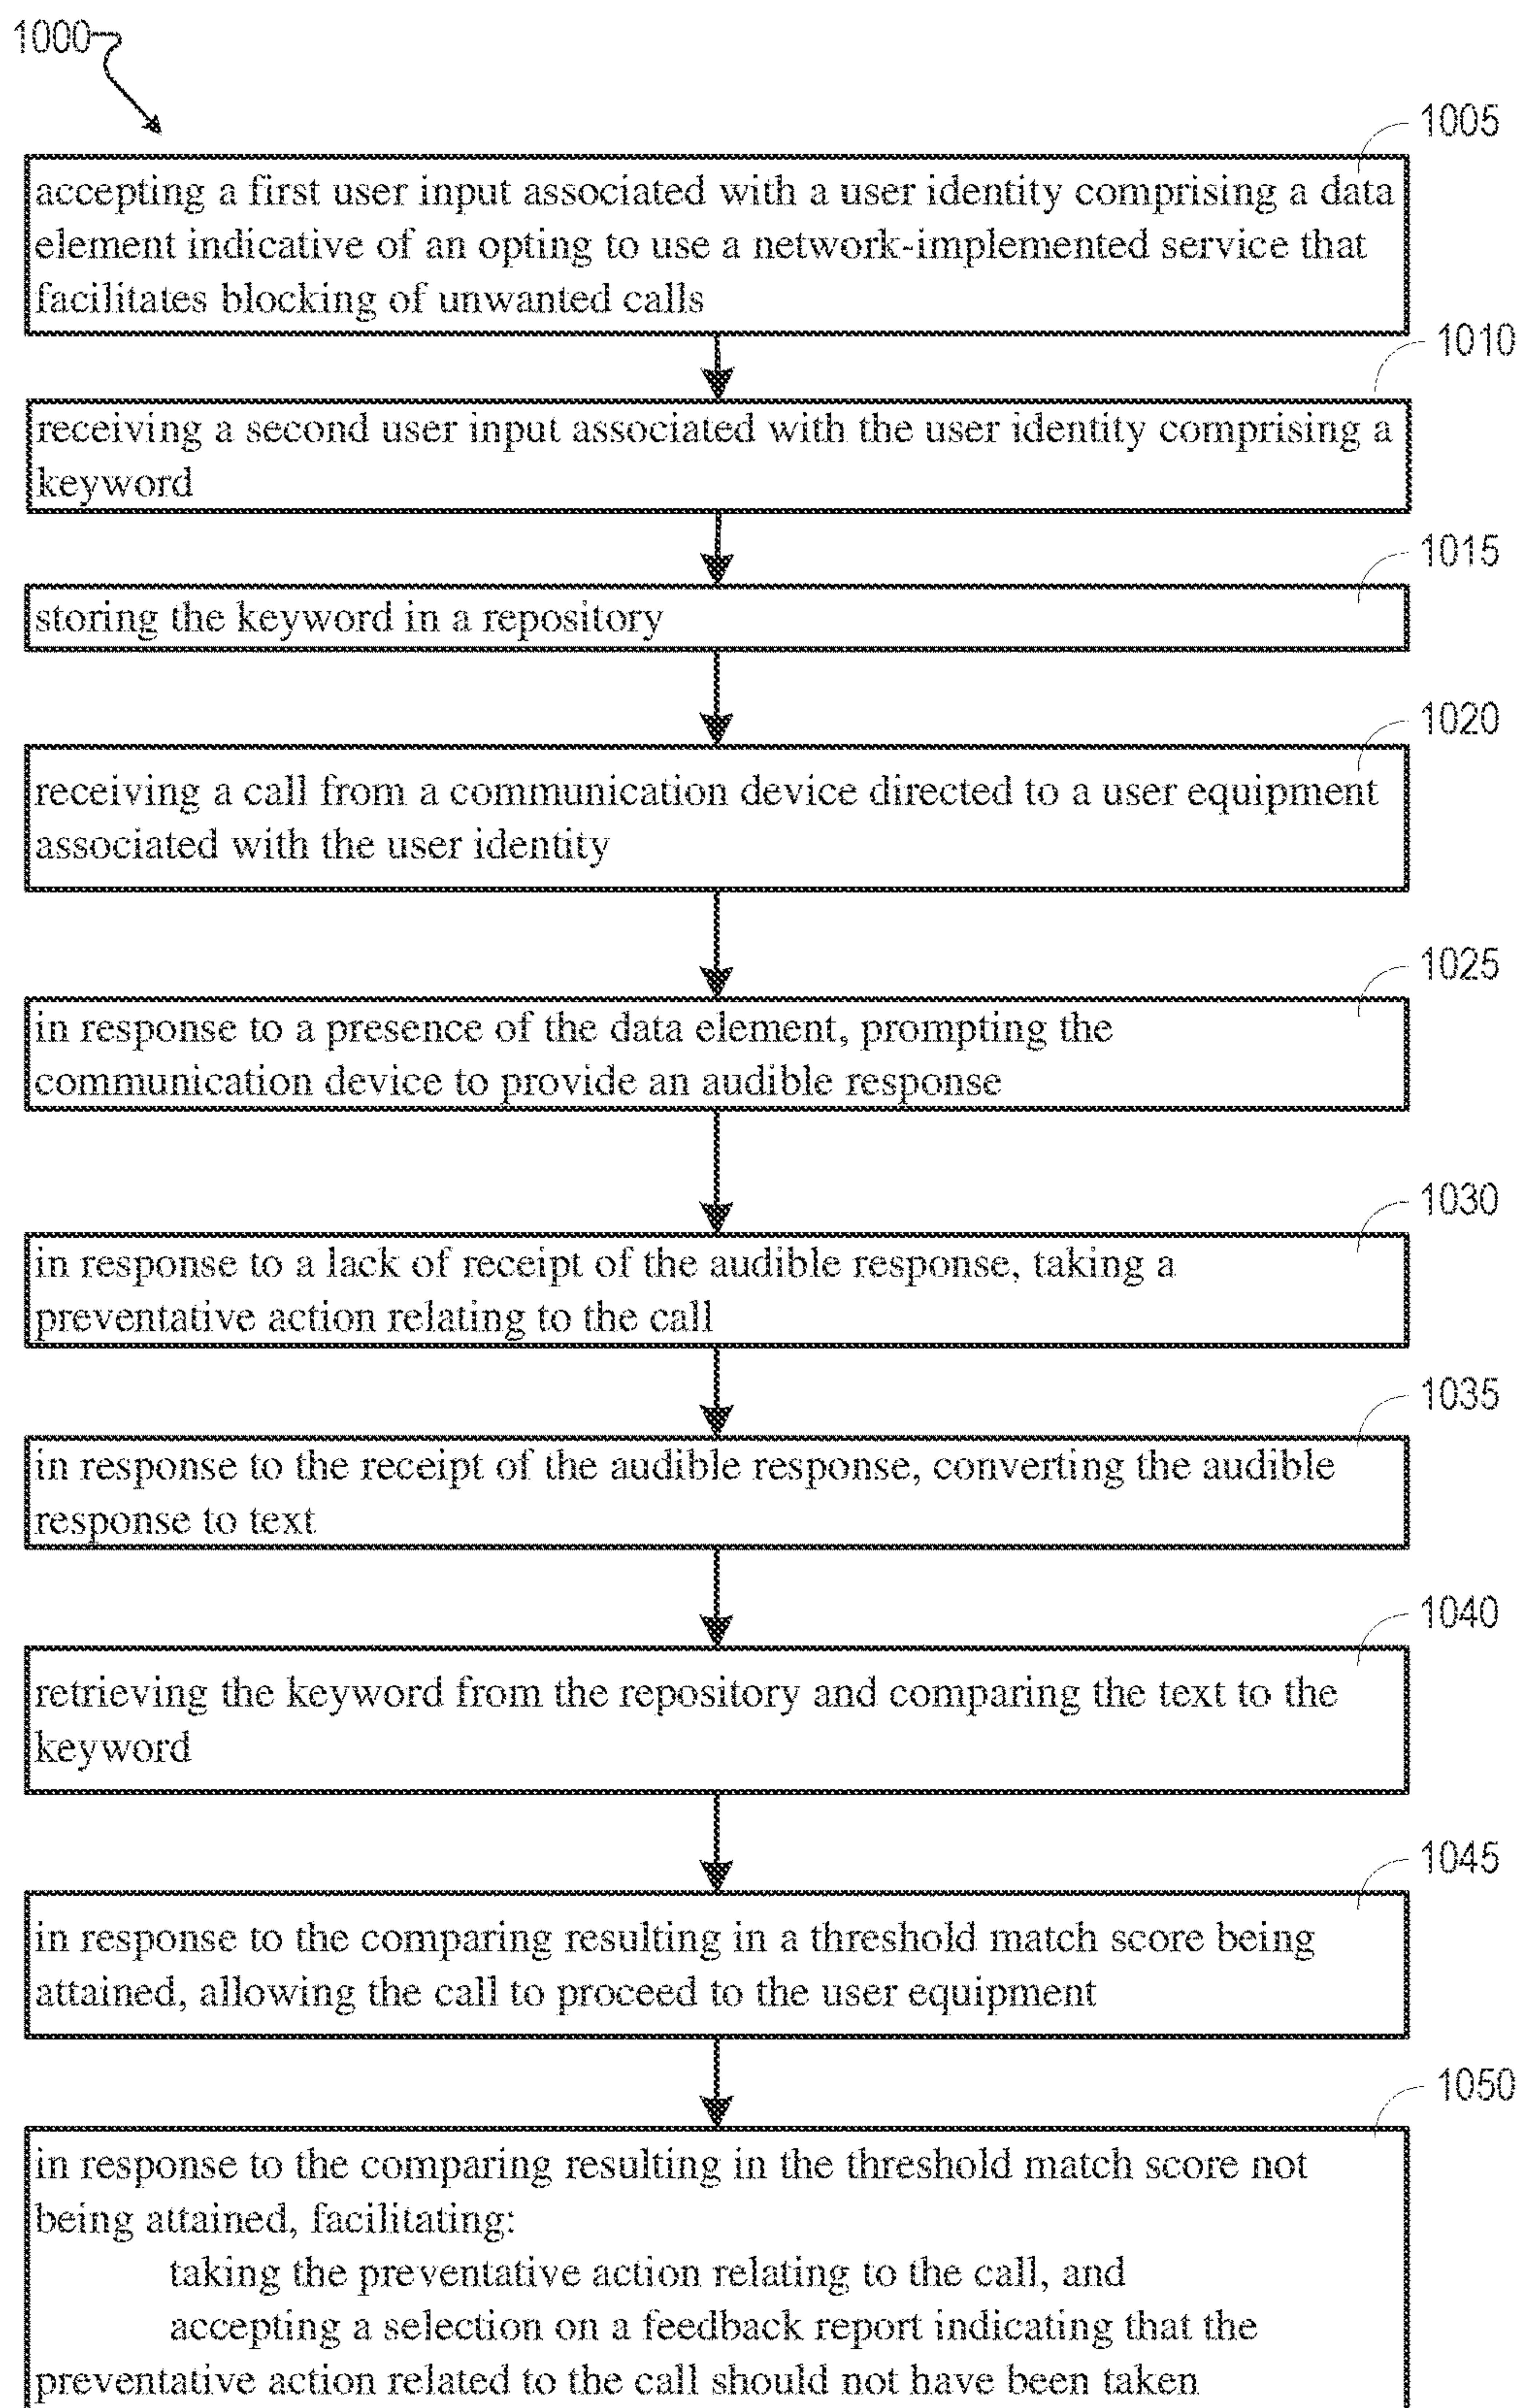 1000
1005
accepting a first user input associated with a user identity comprising a data
element indicative of an opting to use a network-implemented service that
facilitates blocking of unwanted calls
1010
receiving a second user input associated with the user identity comprising a
keyword
1015
storing the keyword in a repository
1020
receiving a call from a communication device directed to a user equipment
associated with the user identity
1025
in response to a presence of the data element, prompting the
communication device to provide an audible response
1030
in response to a lack of receipt of the audible response, taking a
preventative action relating to the call
1035
in response to the receipt of the audible response, converting the audible
response to text
1040
retrieving the keyword from the repository and comparing the text to the
keyword
1045
in response to the comparing resulting in a threshold match score being
attained, allowing the call to proceed to the user equipment
1050
in response to the comparing resulting in the threshold match score not
being attained, facilitating:
taking the preventative action relating to the call, and
accepting a selection on a feedback report indicating that the
preventative action related to the call should not have been taken